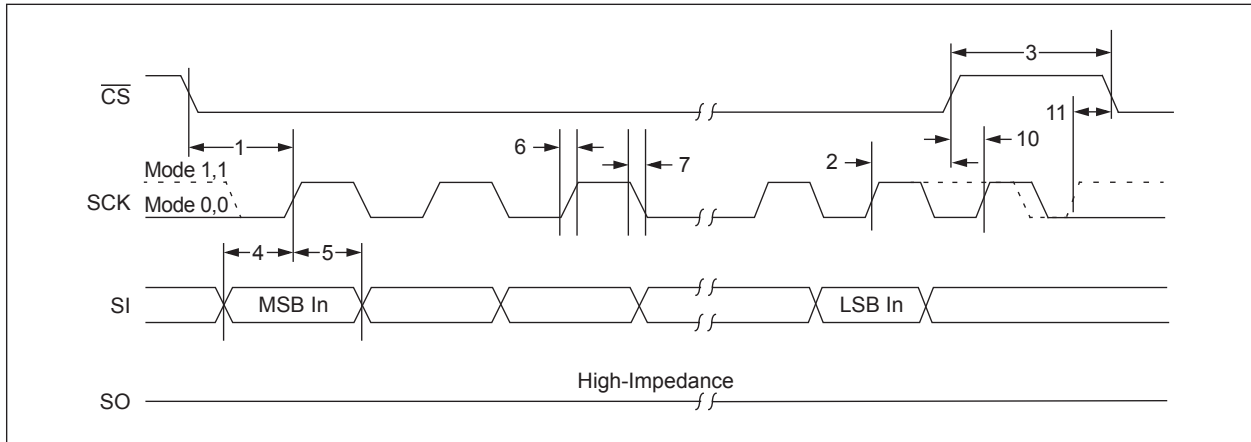 3
CS
11
1
6
7
2
10
Mode 1,1
SCK
Mode 0,0
4
5
SI
MSB In
LSB In
High-Impedance
SO